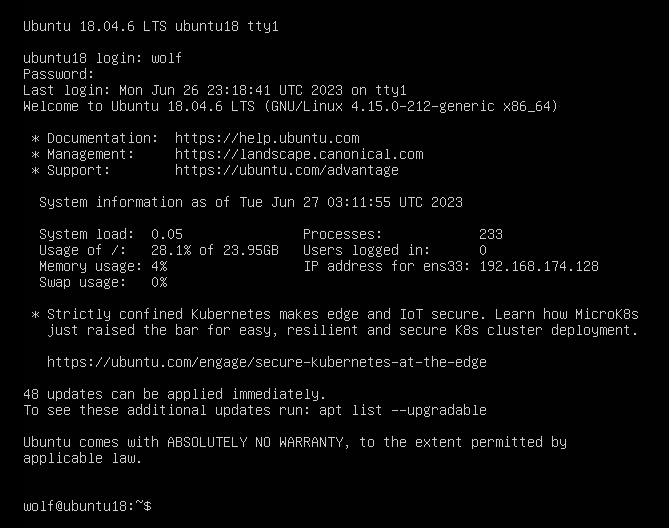 Ubuntu 18.04.6 LTS ubuntu18 tty1
ubuntu18 login: wolf
Password:
Last login: Mon Jun 26 23:18:41 UTC 2023 on tty1
Welcome to Ubuntu 18.04.6 LTS (GNU/Linux 4.15.0-212-generic x86_64)
* Documentation:  https://help.ubuntu.com
* Management:     https://landscape.canonical.com
* Support:        https://ubuntu.com/advantage
System information as of Tue Jun 27 03:11:55 UTC 2023
System load:  0.05               Processes:            233
Usage of /:   28.1% of 23.95GB   Users logged in:      0
Memory usage: 4%                 IP address for ens33: 192.168.174.128
Swap usage:   0%
* Strictly confined Kubernetes makes edge and IoT secure. Learn how MicroK8s
just raised the bar for easy, resilient and secure K8s cluster deployment.
https://ubuntu.com/engage/secure-kubernetes-at-the-edge
48 updates can be applied immediately.
To see these additional updates run: apt list --upgradable
Ubuntu comes with ABSOLUTELY NO WARRANTY, to the extent permitted by
applicable law.
wolf@ubuntu18:~$